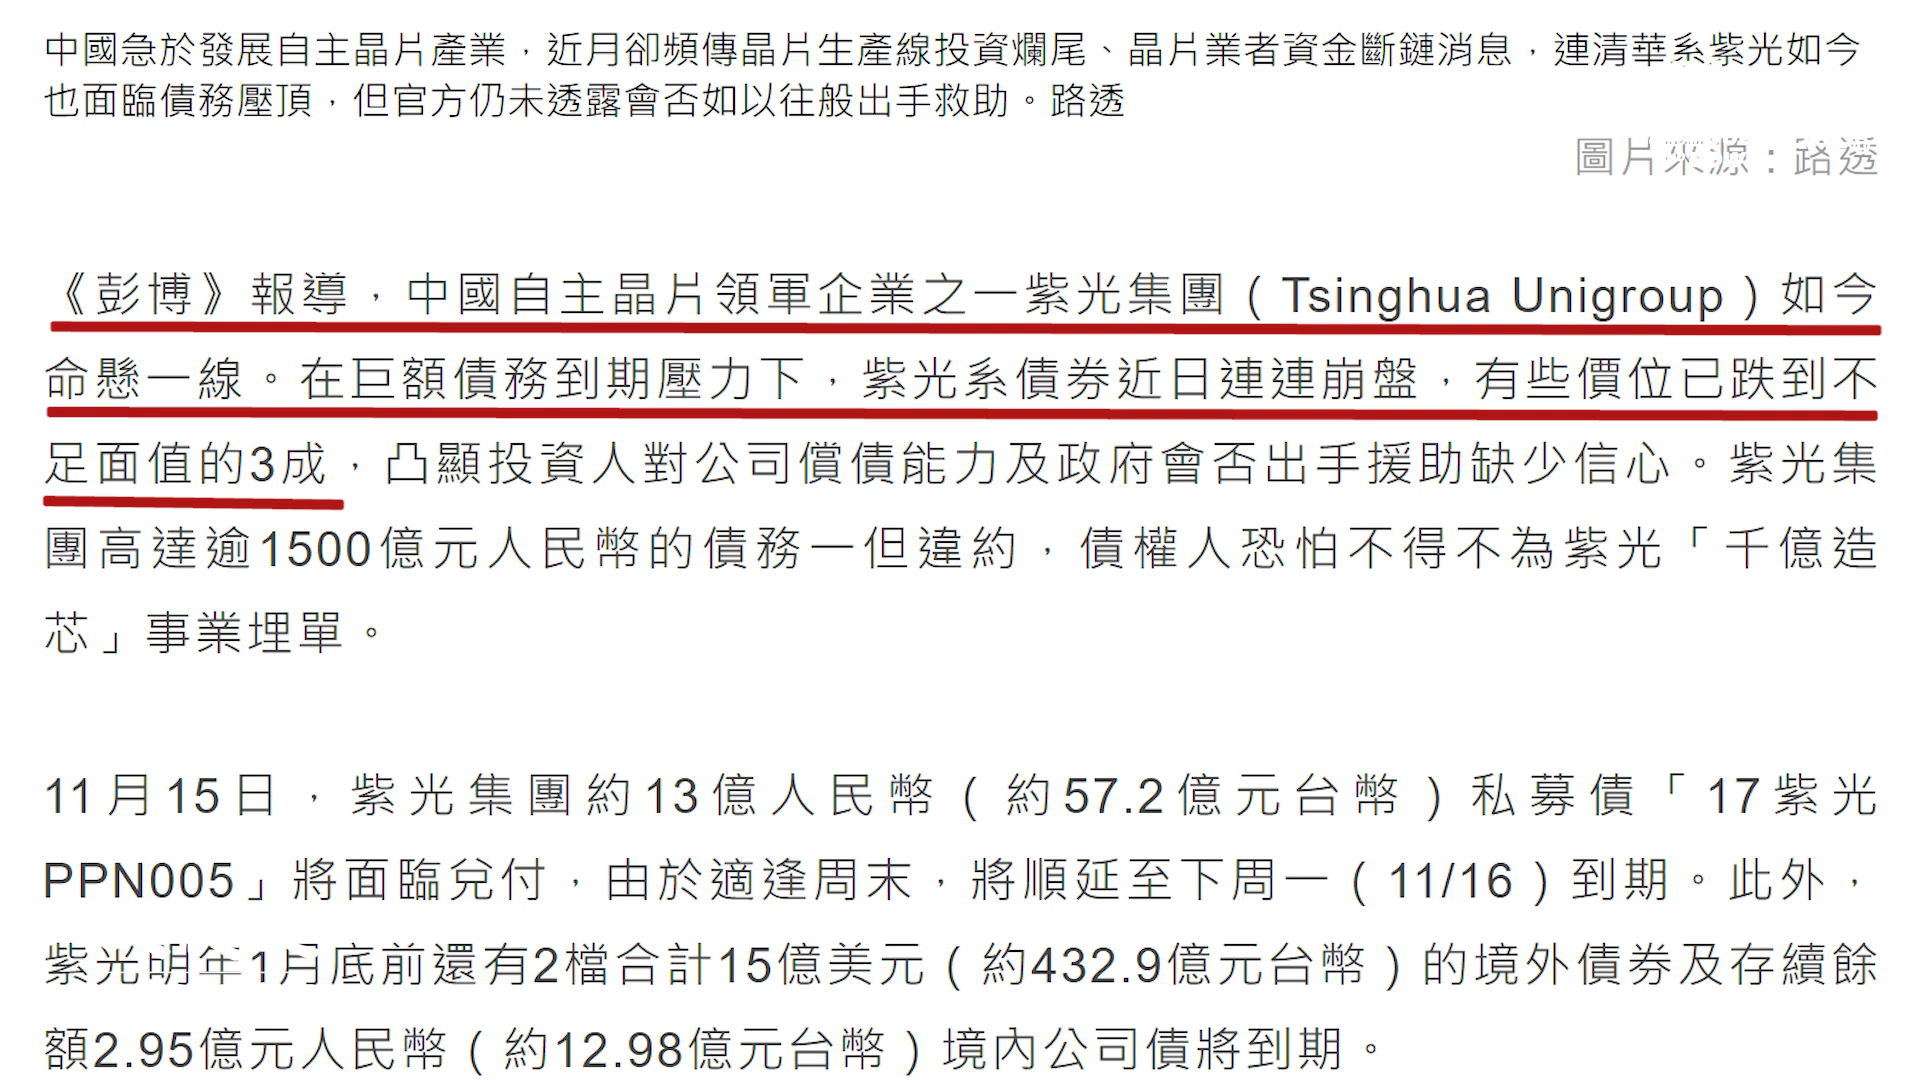 中國急於發展自主晶片產業，近月卻頻傳晶片生產線投資爛尾、晶片業者資金斷鏈消息，連清華系紫光如今
也面臨債務壓頂，但官方仍未透露會否如以往般出手救助。路透
圖片來源：路透
《彭博》報導，中國自主晶片領軍企業之一紫光集團（Tsinghua Unigroup）如今
命懸一線。在巨額債務到期壓力下，紫光系債券近日連連崩盤，有些價位已跌到不
足面值的3成，凸顯投資人對公司償債能力及政府會否出手援助缺少信心。紫光集
團高達逾1500億元人民幣的債務一但違約，債權人恐怕不得不為紫光「千億造
芯」事業埋單。
11月15日，紫光集團約13億人民幣（約57.2億元台幣）私募債「17紫光
PPN005」將面臨兌付，由於適逢周末，將順延至下周一（11/16）到期。此外，
紫光明年1月底前還有2檔合計15億美元（約432.9億元台幣）的境外債券及存續餘
額2.95億元人民幣（約12.98億元台幣）境內公司債將到期。